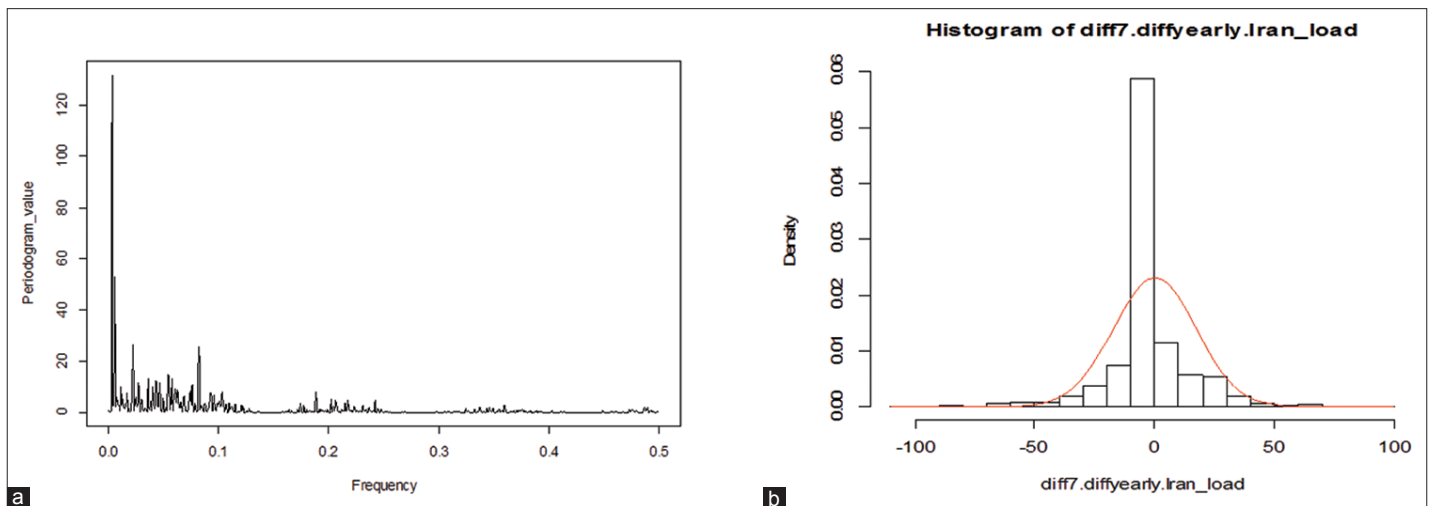 Periodogram_value
120
100
80
60
40
20
0
0.0 0.1 0.2 0.3 0.4 0.5
Frequency
a
Histogram of diff7.diffyearly.Iran_load
Density
0.06
0.05
0.04
0.03
0.02
0.01
0.00
-100 -50 0 50 100
diff7.diffyearly.Iran_load
b